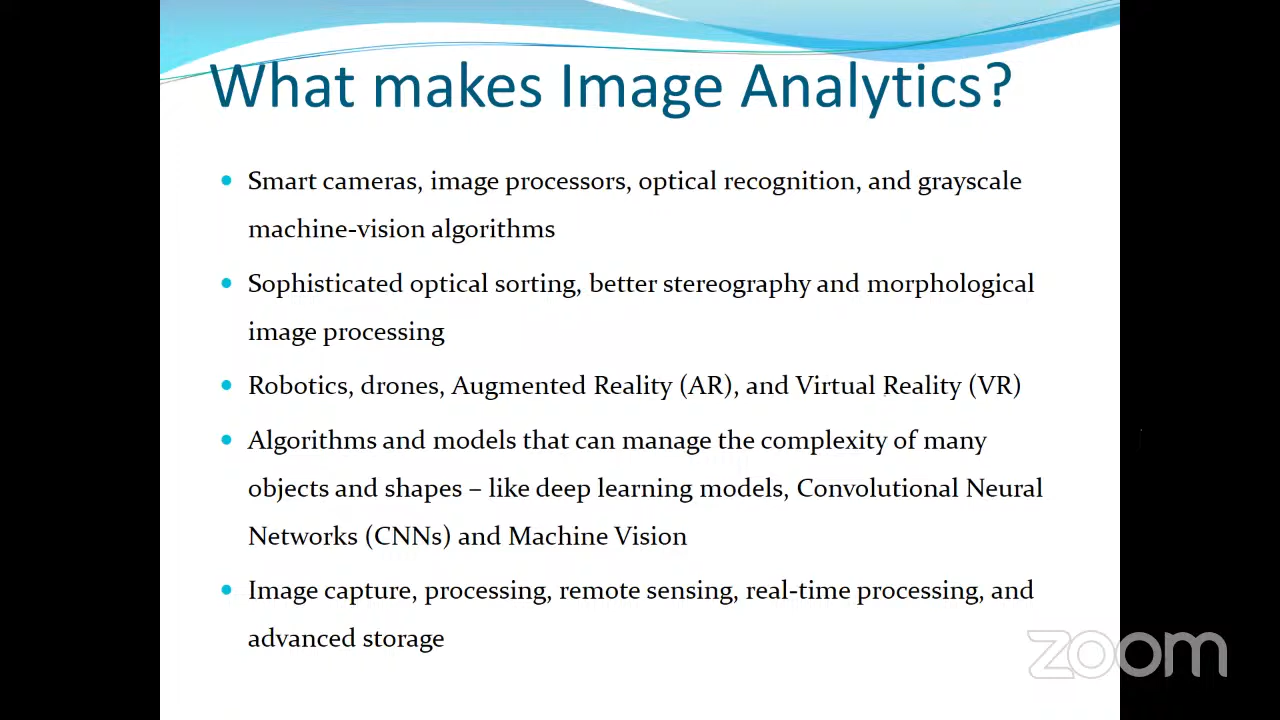 What makes Image Analytics?
• Smart cameras, image processors, optical recognition, and grayscale
machine-vision algorithms
• Sophisticated optical sorting, better stereography and morphological
image processing
• Robotics, drones, Augmented Reality (AR), and Virtual Reality (VR)
• Algorithms and models that can manage the complexity of many
objects and shapes – like deep learning models, Convolutional Neural
Networks (CNNs) and Machine Vision
• Image capture, processing, remote sensing, real-time processing, and
advanced storage
zoom